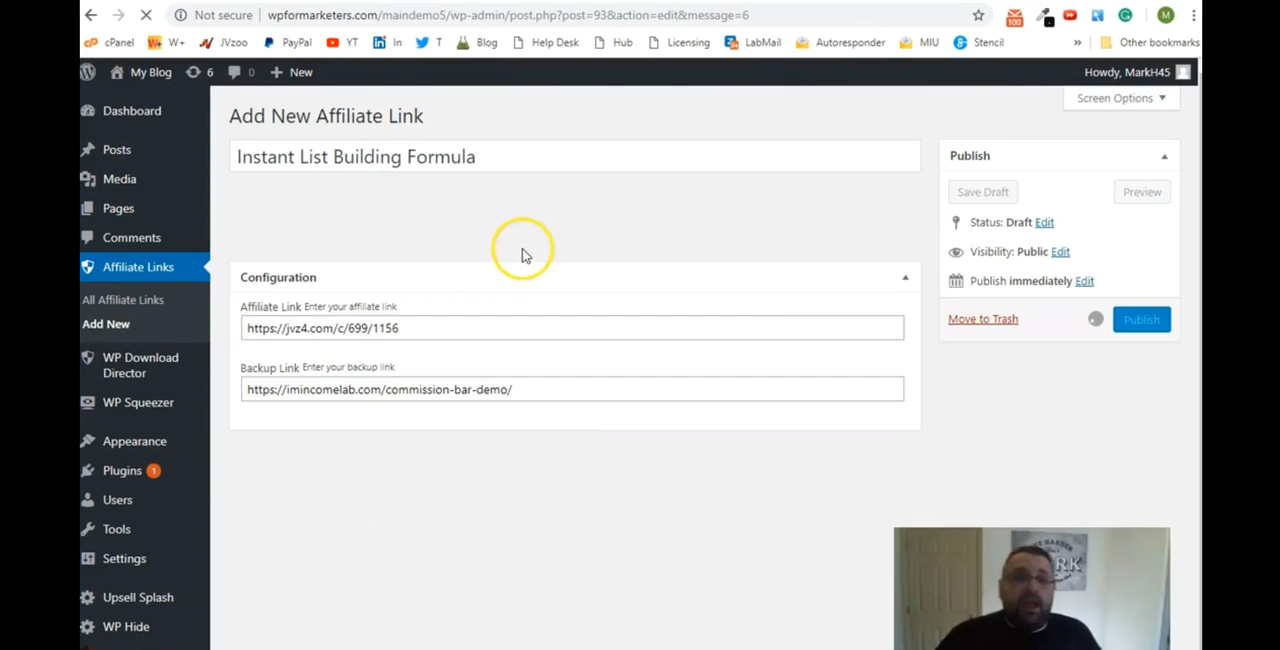 Not secure wpformarketers.com/maindemo5/wp-admin/post.php?post=93&action=edit&message=6
100
M
cPanel W+ JVzoo PayPal YT In T Blog Help Desk Hub Licensing LabMail Autoresponder MIU Stencil » Other bookmarks
My Blog 6 0 New Howdy, MarkH45
Screen Options
Dashboard
Posts
Media
Pages
Comments
Affiliate Links
All Affiliate Links
Add New
WP Download
Director
WP Squeezer
Appearance
Plugins 1
Users
Tools
Settings
Upsell Splash
WP Hide
Add New Affiliate Link
Instant List Building Formula
Configuration
Affiliate Link Enter your affiliate link
https://jvz4.com/c/699/1156
Backup Link Enter your backup link
https://imincomelab.com/commission-bar-demo/
Publish
Save Draft Preview
Status: Draft Edit
Visibility: Public Edit
Publish immediately Edit
Move to Trash Publish